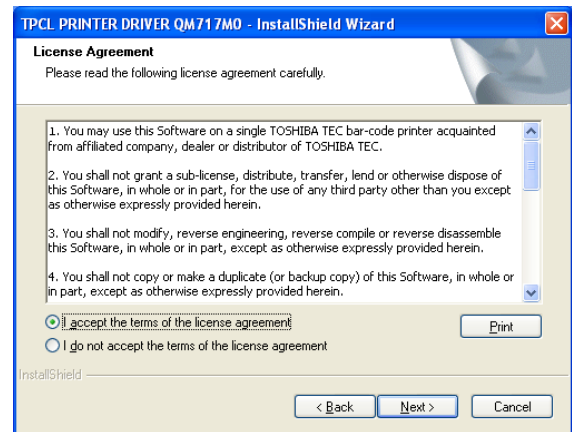 TPCL PRINTER DRIVER QM717M0 - InstallShield Wizard
License Agreement
Please read the following license agreement carefully.
1. You may use this Software on a single TOSHIBA TEC bar-code printer acquainted
from affiliated company, dealer or distributor of TOSHIBA TEC.
2. You shall not grant a sub-license, distribute, transfer, lend or otherwise dispose of
this Software, in whole or in part, for the use of any third party other than you except
as otherwise expressly provided herein.
3. You shall not modify, reverse engineering, reverse compile or reverse disassemble
this Software, in whole or in part, except as otherwise expressly provided herein.
4. You shall not copy or make a duplicate (or backup copy) of this Software, in whole or
in part, except as otherwise expressly provided herein.
I accept the terms of the license agreement
Print
I do not accept the terms of the license agreement
InstallShield
< Back
Next >
Cancel